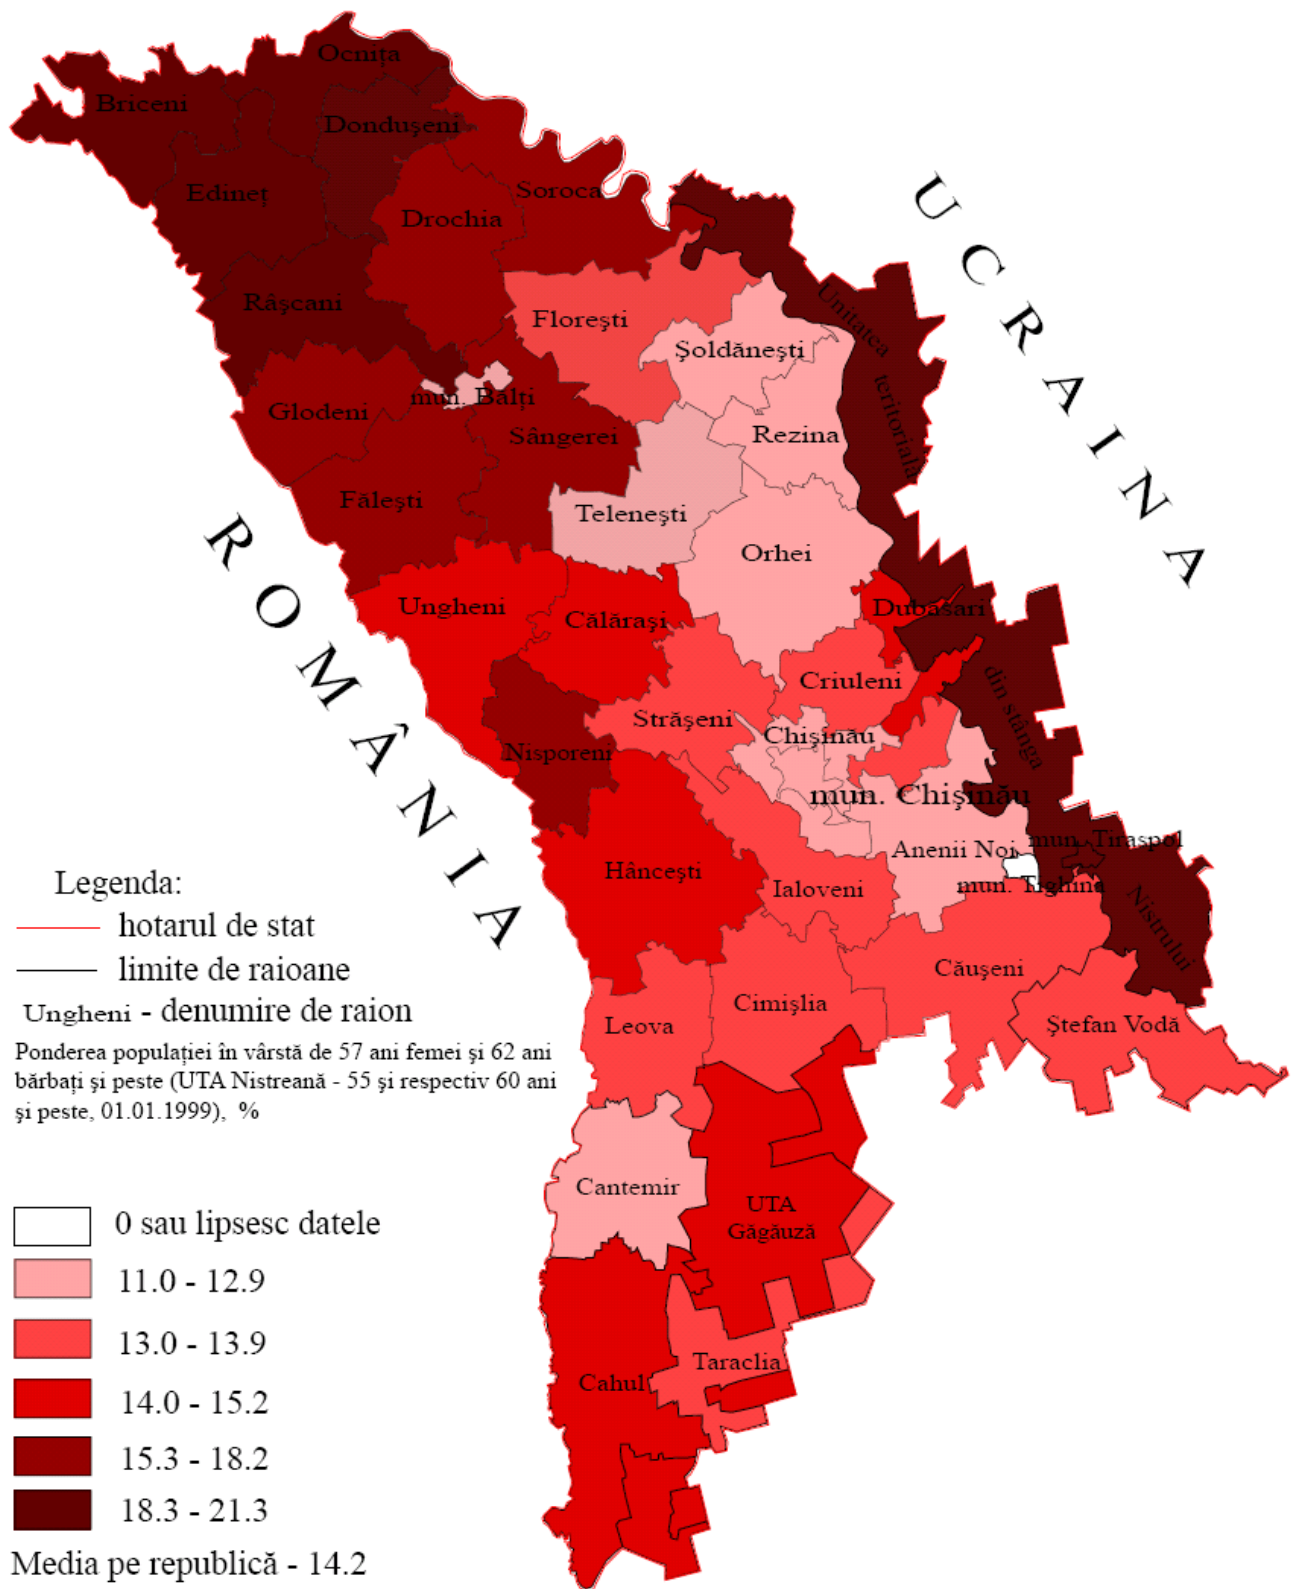 Ocnița
Briceni
Dondușeni
Edineț
Soroca
Drochia
Râșcani
Florești
Șoldănești
Unitatea
teritoriala
din stânga
Nistrului
UCRAINA
mun. Bălți
Glodeni
Sângerei
Rezina
Fălești
Telenești
Orhei
ROMÂNIA
Ungheni
Călărași
Dubăsari
Criuleni
Strășeni
Chișinău
Nisporeni
mun. Chișinău
Anenii Noi
mun. Tiraspol
mun. Tighina
Hâncești
Ialoveni
Căușeni
Cimișlia
Leova
Ștefan Vodă
Cantemir
UTA
Găgăuză
Taraclia
Cahul
Legenda:
hotarul de stat
limite de raioane
Ungheni - denumire de raion
Ponderea populației în vârstă de 57 ani femei și 62 ani
bărbați și peste (UTA Nistreană - 55 și respectiv 60 ani
și peste, 01.01.1999), %
0 sau lipsesc datele
11.0 - 12.9
13.0 - 13.9
14.0 - 15.2
15.3 - 18.2
18.3 - 21.3
Media pe republică - 14.2